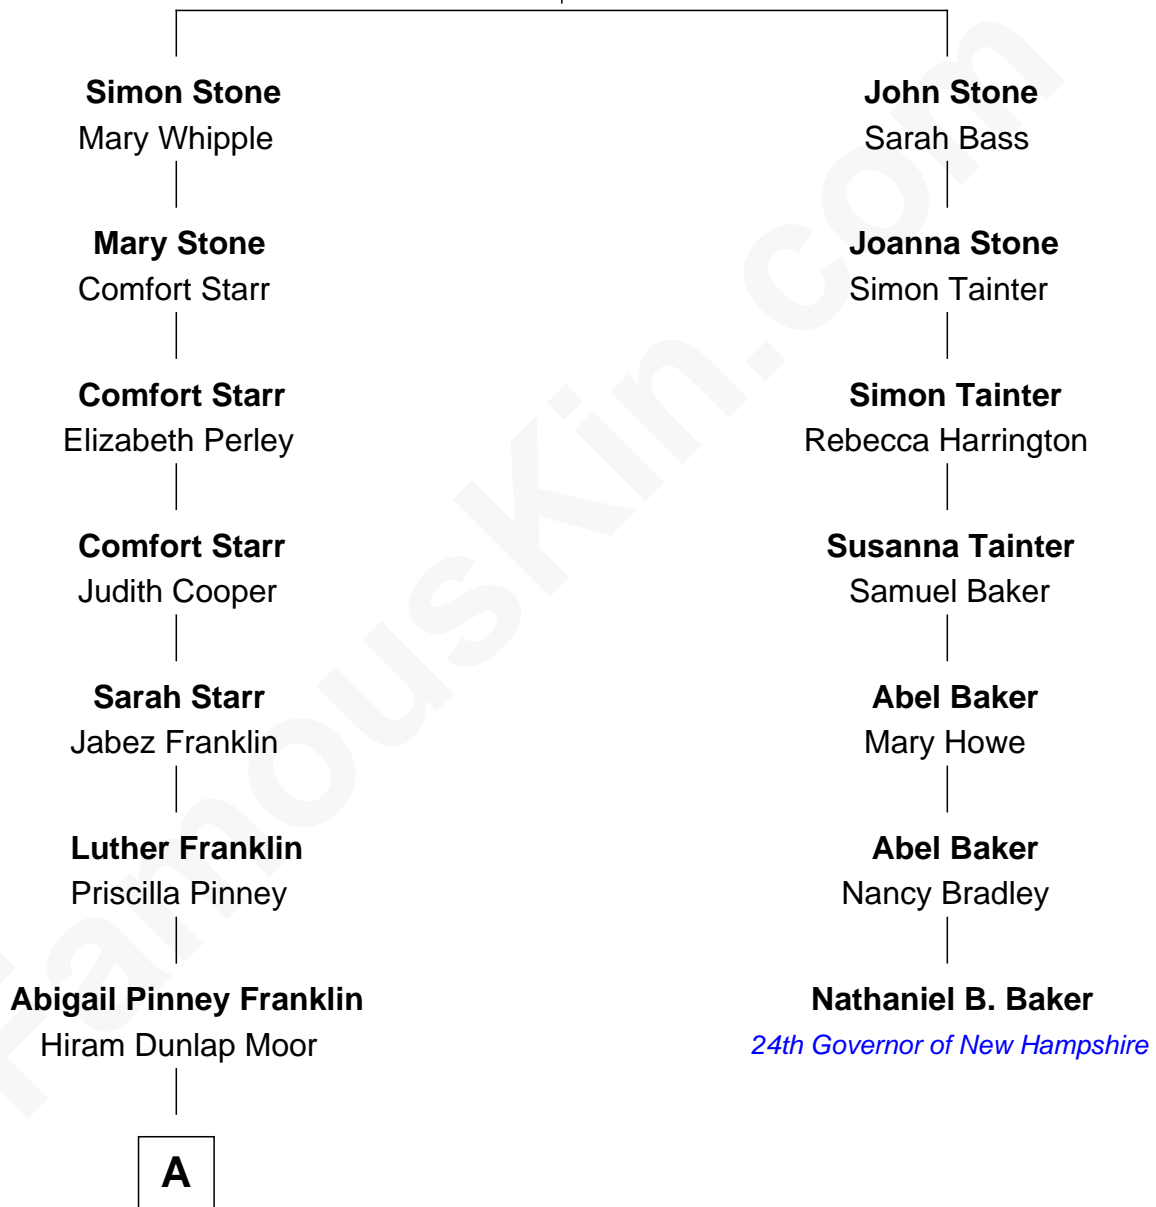 Simon Stone
Mary Whipple
John Stone
Sarah Bass
Mary Stone
Comfort Starr
Joanna Stone
Simon Tainter
Comfort Starr
Elizabeth Perley
Simon Tainter
Rebecca Harrington
Comfort Starr
Judith Cooper
Susanna Tainter
Samuel Baker
Sarah Starr
Jabez Franklin
Abel Baker
Mary Howe
Luther Franklin
Priscilla Pinney
Abel Baker
Nancy Bradley
Abigail Pinney Franklin
Hiram Dunlap Moor
Nathaniel B. Baker
24th Governor of New Hampshire
A
FamousKin.com